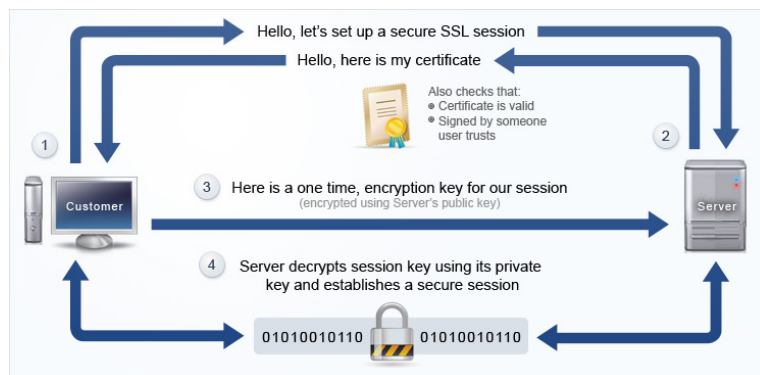 Hello, let's set up a secure SSL session
Hello, here is my certificate
Also checks that:
Certificate is valid
Signed by someone
user trusts
1
2
3
Here is a one time, encryption key for our session
(encrypted using Server's public key)
Customer
Server
4
Server decrypts session key using its private
key and establishes a secure session
01010010110
01010010110